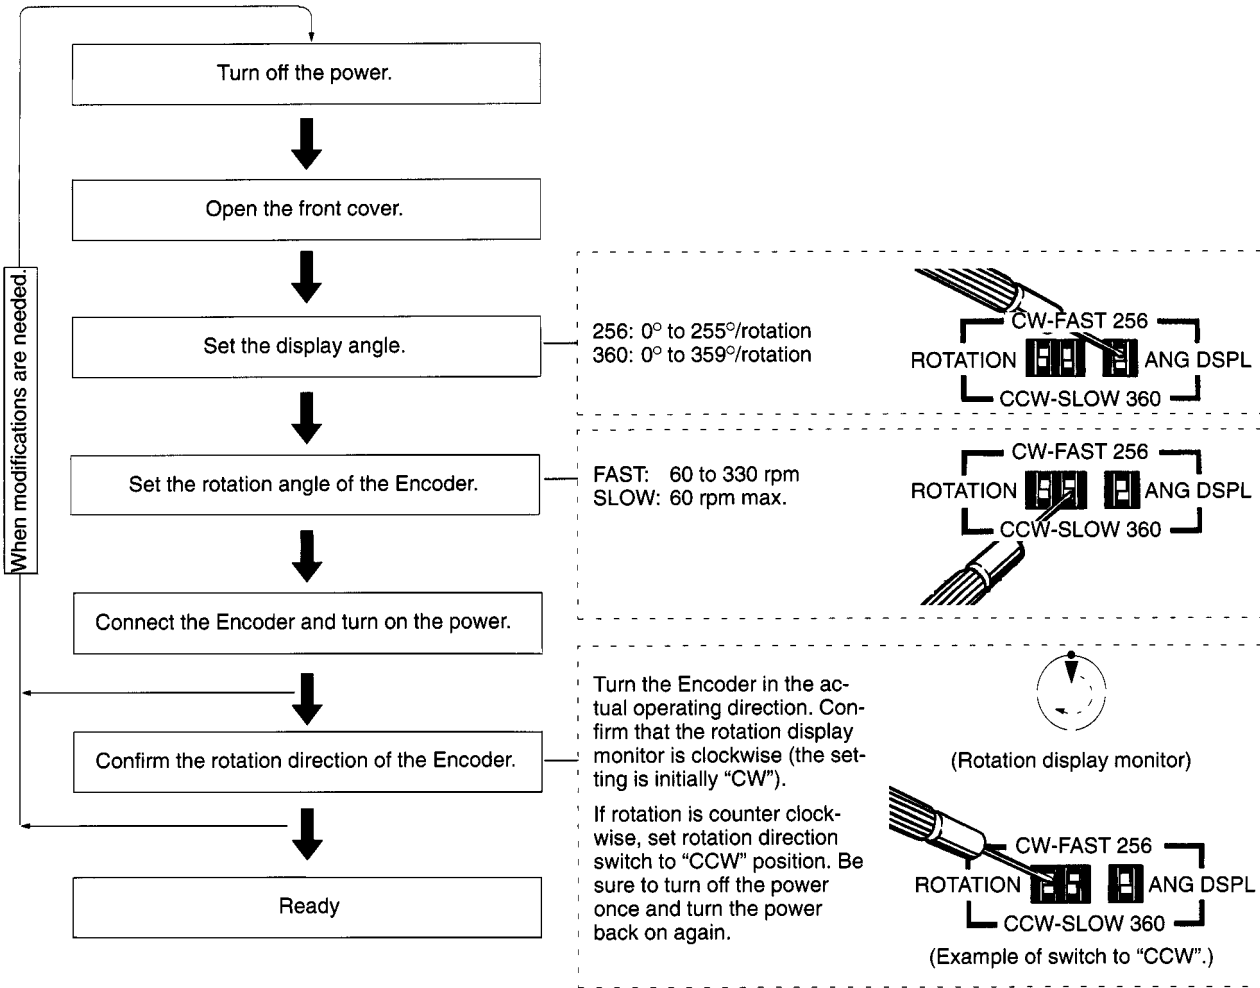 Turn off the power.
Open the front cover.
When modifications are needed.
Set the display angle.
256: 0° to 255°/rotation
360: 0° to 359°/rotation
CW-FAST 256
ROTATION ANG DSPL
CCW-SLOW 360
Set the rotation angle of the Encoder.
FAST: 60 to 330 rpm
SLOW: 60 rpm max.
CW-FAST 256
ROTATION ANG DSPL
CCW-SLOW 360
Connect the Encoder and turn on the power.
Confirm the rotation direction of the Encoder.
Turn the Encoder in the ac-
tual operating direction. Con-
firm that the rotation display
monitor is clockwise (the set-
ting is initially “CW”).
(Rotation display monitor)
If rotation is counter clock-
wise, set rotation direction
switch to “CCW” position. Be
sure to turn off the power
once and turn the power
back on again.
CW-FAST 256
ROTATION ANG DSPL
CCW-SLOW 360
(Example of switch to “CCW”.)
Ready